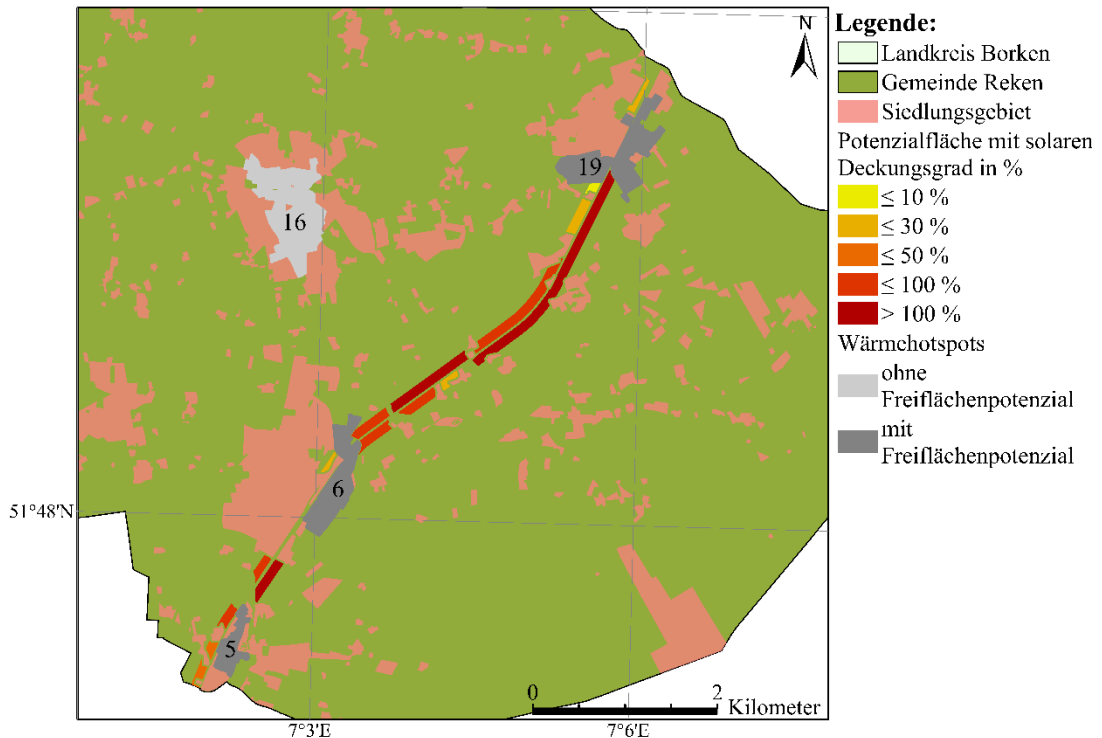 N
19
16
6
5
51°48'N
7°3'E
7°6'E
0
2
Kilometer
Legende:
Landkreis Borken
Gemeinde Reken
Siedlungsgebiet
Potenzialfläche mit solaren
Deckungsgrad in %
≤ 10 %
≤ 30 %
≤ 50 %
≤ 100 %
> 100 %
Wärmchotspots
ohne
Freiflächenpotenzial
mit
Freiflächenpotenzial